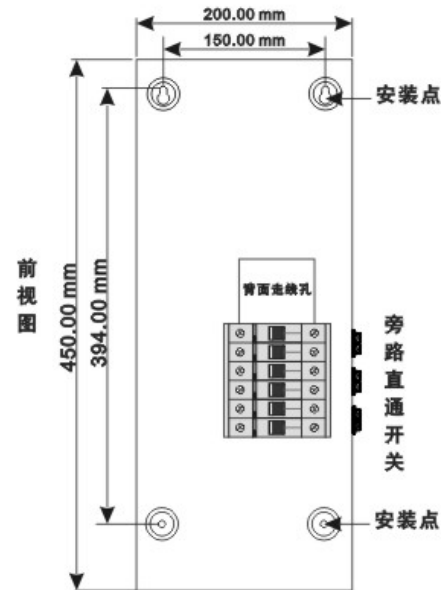 200.00 mm
150.00 mm
安装点
前视图
450.00 mm
394.00 mm
背面走线孔
旁路直通开关
安装点